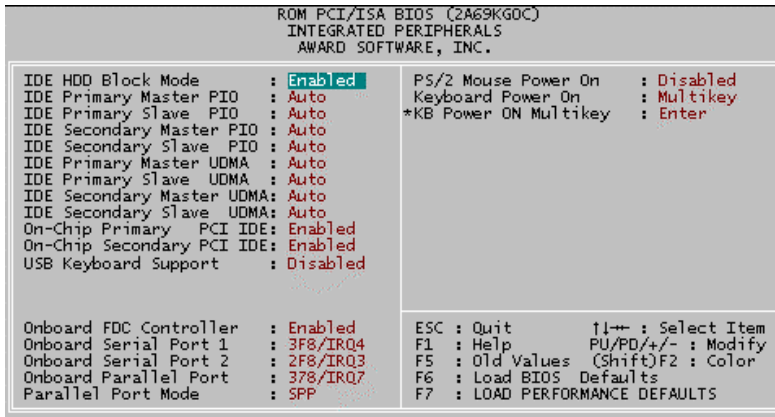 ROM PCI/ISA BIOS (2A69KGOC)
INTEGRATED PERIPHERALS
AWARD SOFTWARE, INC.
IDE HDD Block Mode : Enabled
IDE Primary Master PIO : Auto
IDE Primary Slave PIO : Auto
IDE Secondary Master PIO : Auto
IDE Secondary Slave PIO : Auto
IDE Primary Master UDMA : Auto
IDE Primary Slave UDMA : Auto
IDE Secondary Master UDMA: Auto
IDE Secondary Slave UDMA: Auto
On-Chip Primary PCI IDE: Enabled
On-Chip Secondary PCI IDE: Enabled
USB Keyboard Support : Disabled
Onboard FDC Controller : Enabled
Onboard Serial Port 1 : 3F8/IRQ4
Onboard Serial Port 2 : 2F8/IRQ3
Onboard Parallel Port : 378/IRQ7
Parallel Port Mode : SPP
PS/2 Mouse Power On : Disabled
Keyboard Power On : Multikey
*KB Power ON Multikey : Enter
ESC : Quit ↑↓→← : Select Item
F1 : Help PU/PD/+/- : Modify
F5 : Old Values (Shift)F2 : Color
F6 : Load BIOS Defaults
F7 : LOAD PERFORMANCE DEFAULTS